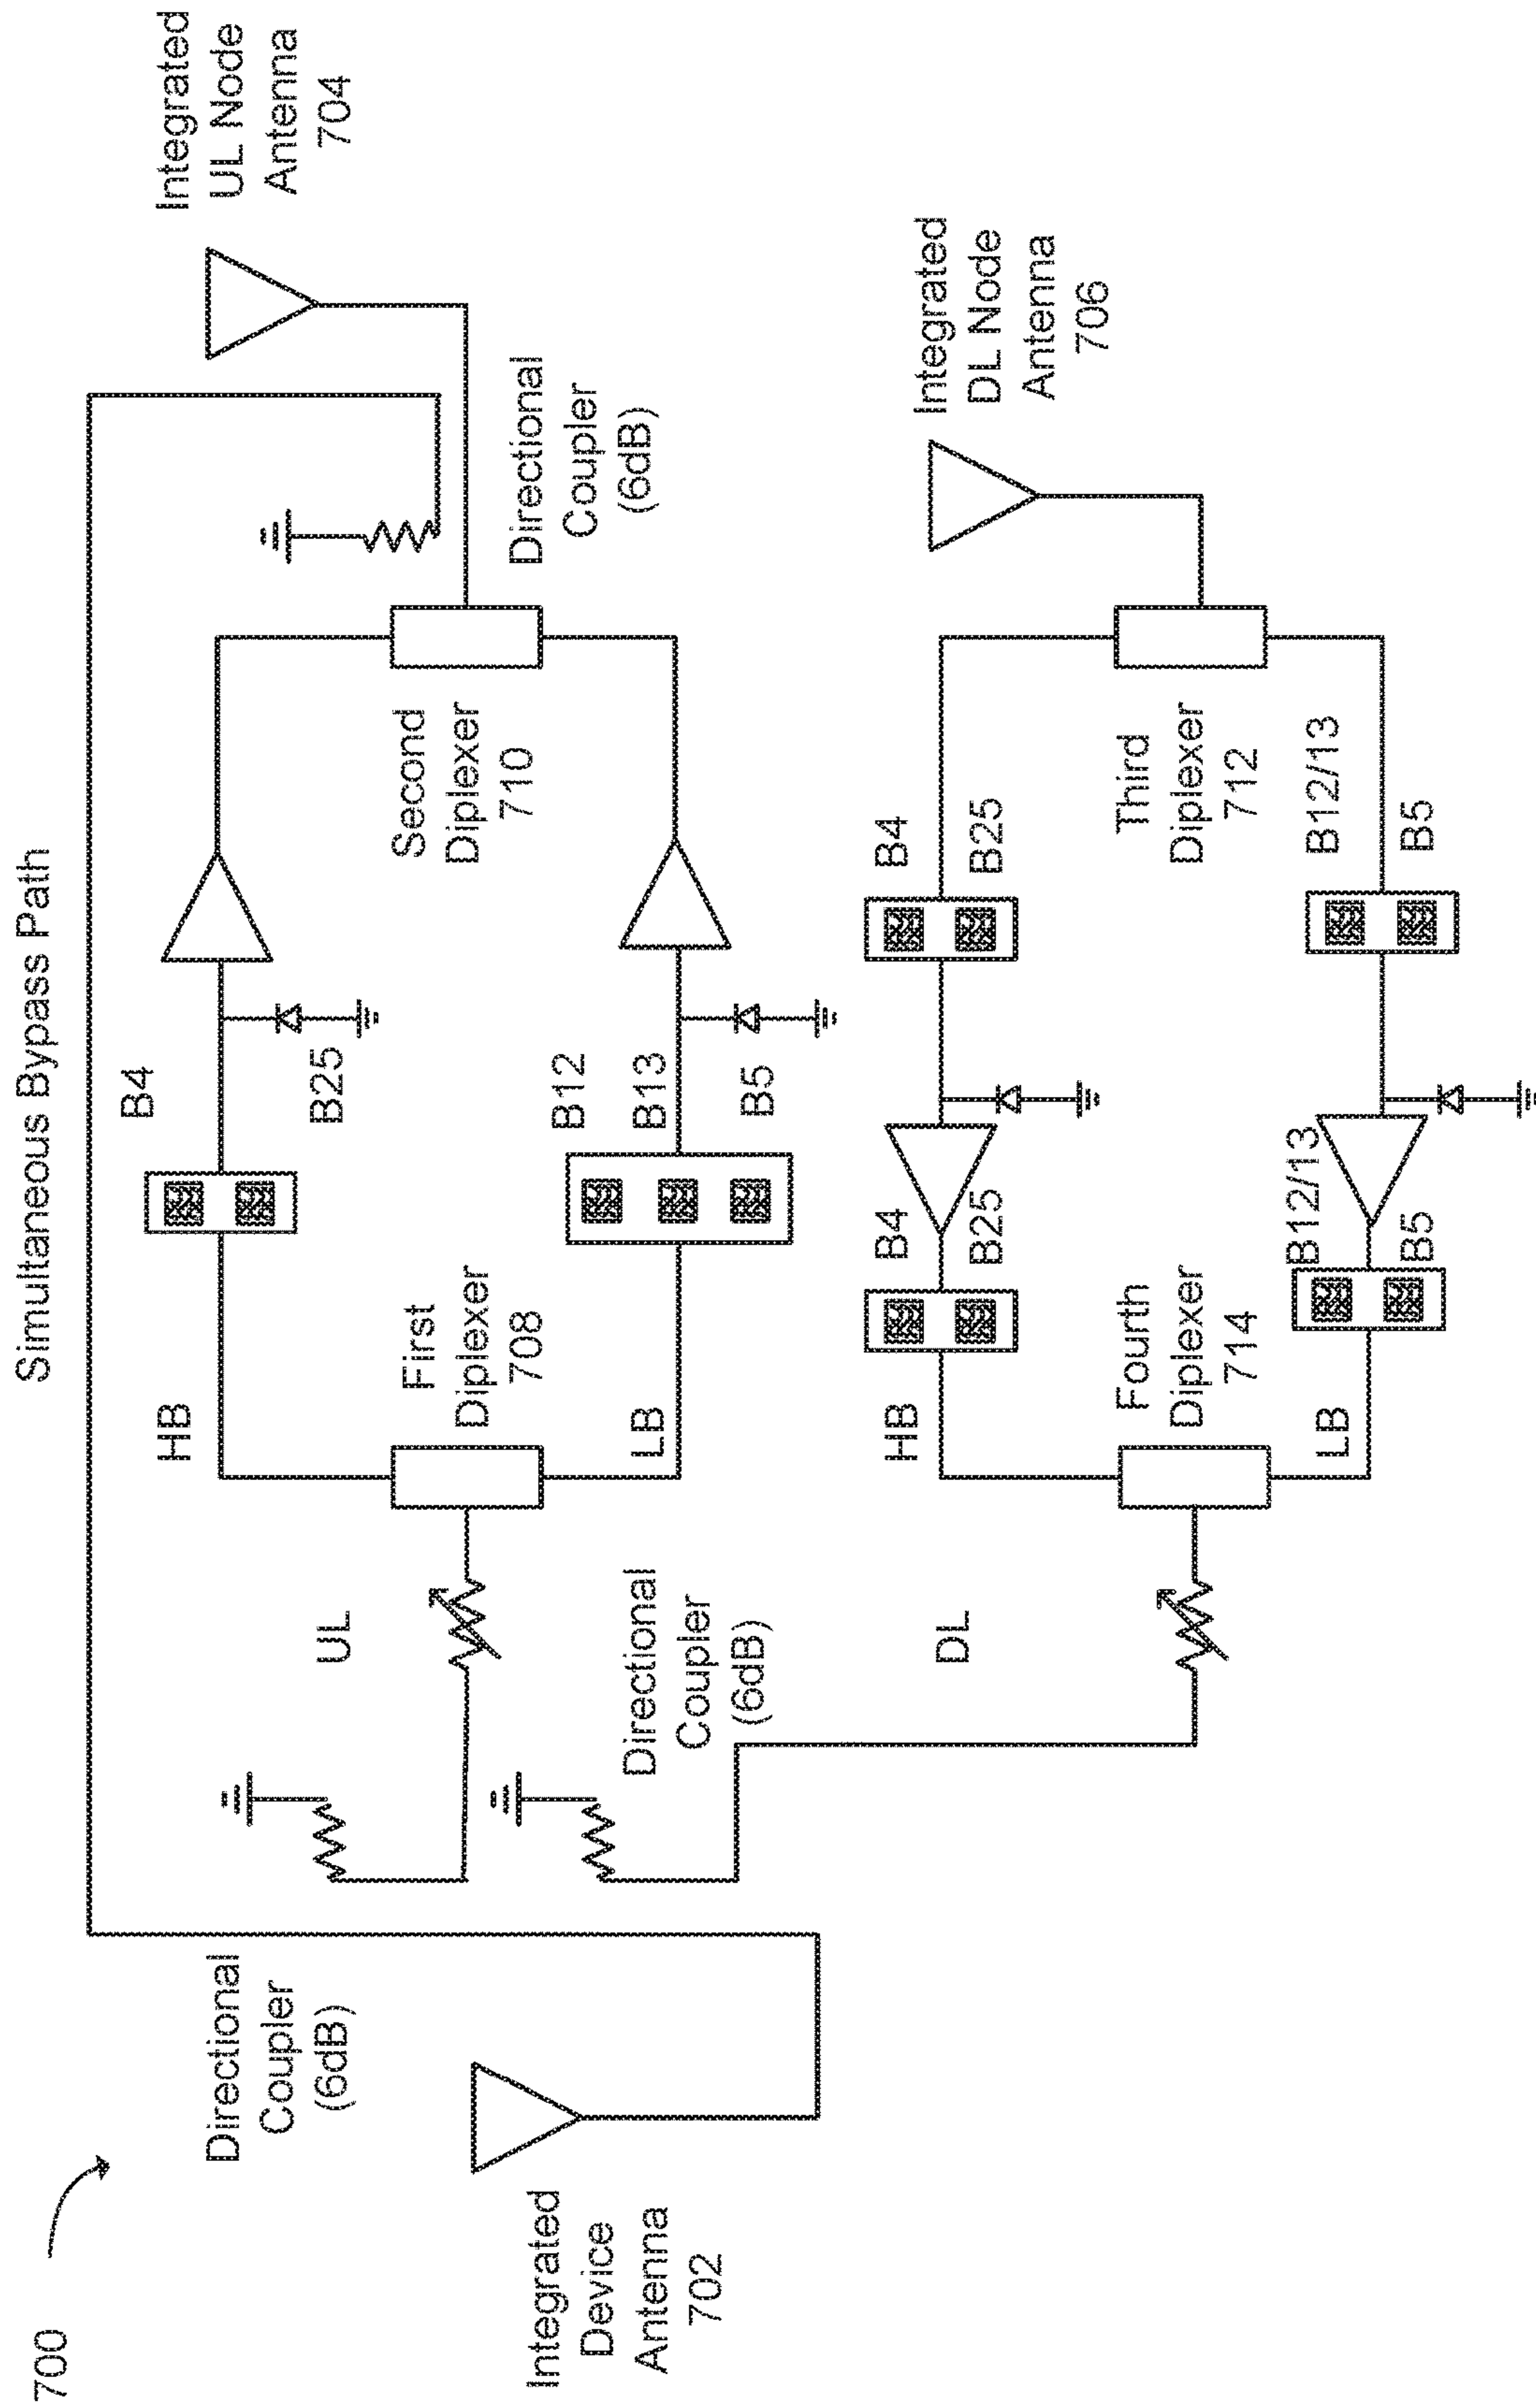 700
Simultaneous Bypass Path
Integrated
Device
Antenna
702
Directional
Coupler
(6dB)
UL
Directional
Coupler
(6dB)
HB
First
Diplexer
708
LB
B4
B25
B12
B13
B5
Second
Diplexer
710
Directional
Coupler
(6dB)
Integrated
UL Node
Antenna
704
DL
HB
Fourth
Diplexer
714
LB
B4
B25
B12/13
B5
B4
B25
B12/13
B5
Third
Diplexer
712
Integrated
DL Node
Antenna
706